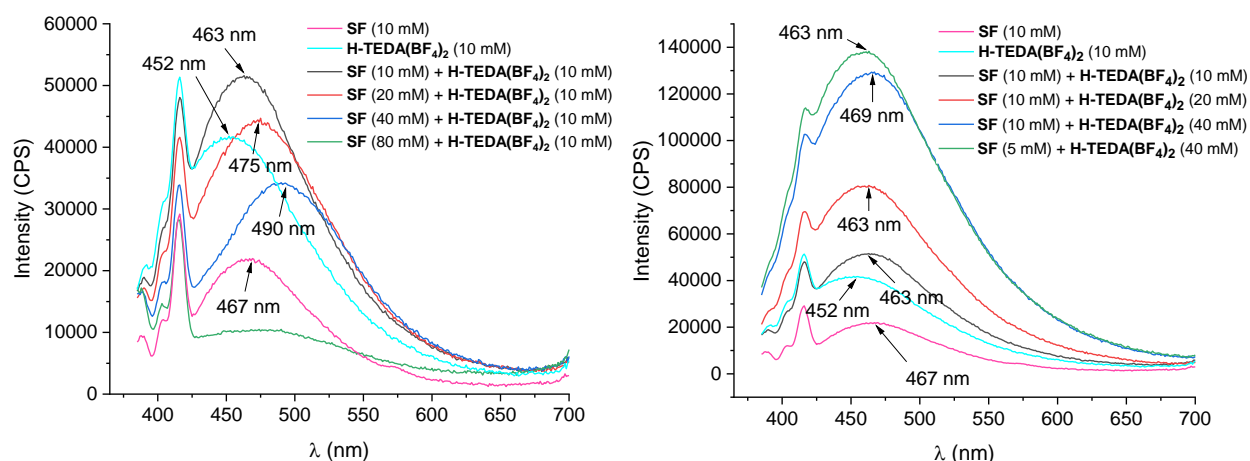 60000
50000
40000
30000
20000
10000
0
Intensity (CPS)
400
450
500
550
600
650
700
λ (nm)
463 nm
452 nm
475 nm
490 nm
467 nm
SF (10 mM)
H-TEDA(BF₄)₂ (10 mM)
SF (10 mM) + H-TEDA(BF₄)₂ (10 mM)
SF (20 mM) + H-TEDA(BF₄)₂ (10 mM)
SF (40 mM) + H-TEDA(BF₄)₂ (10 mM)
SF (80 mM) + H-TEDA(BF₄)₂ (10 mM)
140000
120000
100000
80000
60000
40000
20000
0
Intensity (CPS)
400
450
500
550
600
650
700
λ (nm)
463 nm
469 nm
463 nm
463 nm
452 nm
467 nm
SF (10 mM)
H-TEDA(BF₄)₂ (10 mM)
SF (10 mM) + H-TEDA(BF₄)₂ (10 mM)
SF (10 mM) + H-TEDA(BF₄)₂ (20 mM)
SF (10 mM) + H-TEDA(BF₄)₂ (40 mM)
SF (5 mM) + H-TEDA(BF₄)₂ (40 mM)